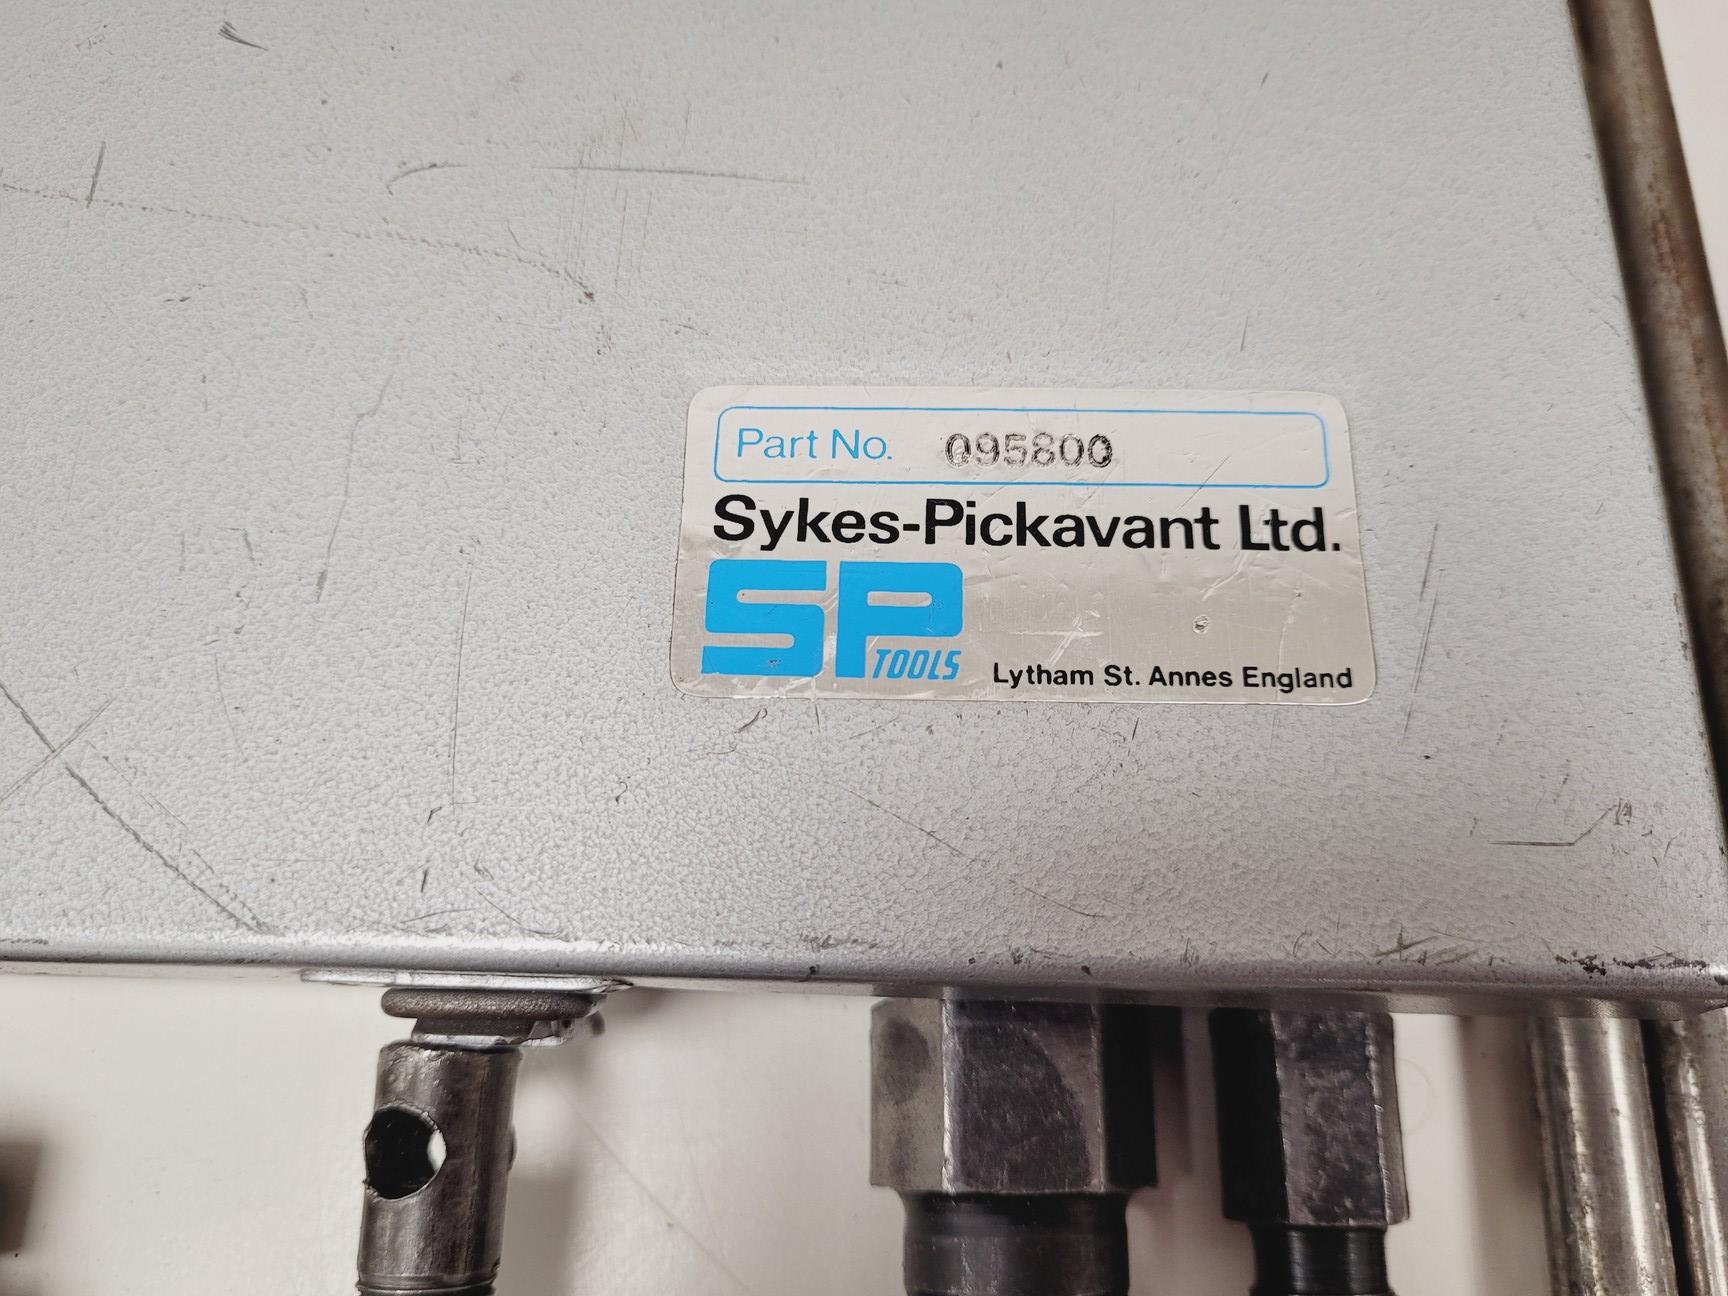 Part No. 095800
Sykes-Pickavant Ltd.
SP
TOOLS
Lytham St. Annes England